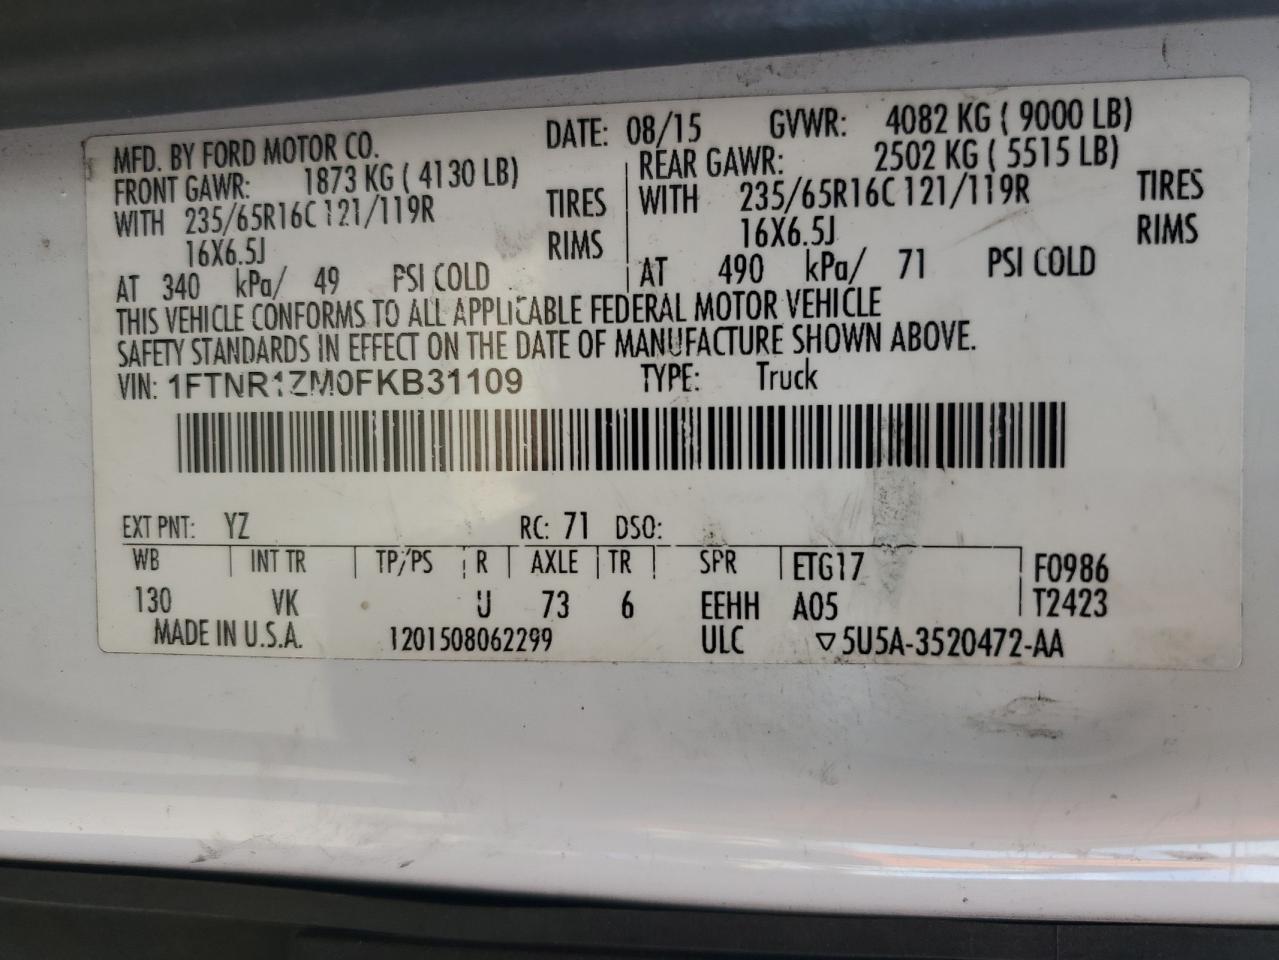 MFD. BY FORD MOTOR CO. DATE: 08/15 GVWR: 4082 KG ( 9000 LB)
FRONT GAWR: 1873 KG ( 4130 LB) REAR GAWR: 2502 KG ( 5515 LB)
WITH 235/65R16C 121/119R TIRES WITH 235/65R16C 121/119R TIRES
16X6.5J RIMS 16X6.5J RIMS
AT 340 kPa/ 49 PSI COLD AT 490 kPa/ 71 PSI COLD
THIS VEHICLE CONFORMS TO ALL APPLICABLE FEDERAL MOTOR VEHICLE
SAFETY STANDARDS IN EFFECT ON THE DATE OF MANUFACTURE SHOWN ABOVE.
VIN: 1FTNR1ZM0FKB31109 TYPE: Truck
EXT PNT: YZ RC: 71 DSO:
WB INT TR TP/PS R AXLE TR SPR ETG17 F0986
130 VK U 73 6 EEHH A05 T2423
MADE IN U.S.A. 1201508062299 ULC ▽5U5A-3520472-AA